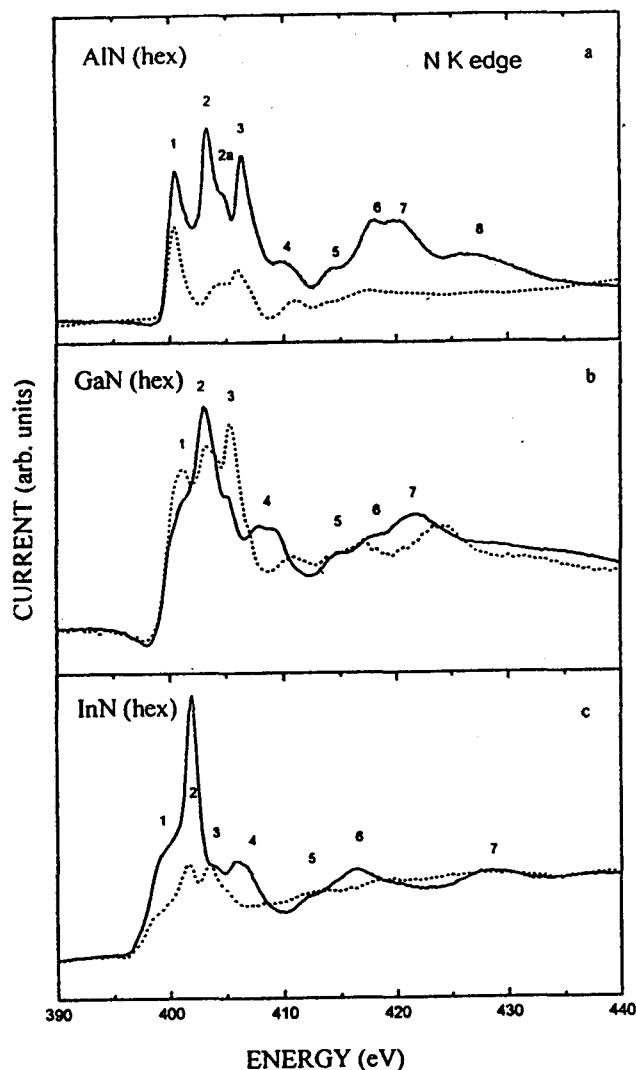 AlN (hex)
N K edge
a
1
2
2a
3
4
5
6
7
8
GaN (hex)
b
1
2
3
4
5
6
7
InN (hex)
c
1
2
3
4
5
6
7
390
400
410
420
430
440
CURRENT (arb. units)
ENERGY (eV)